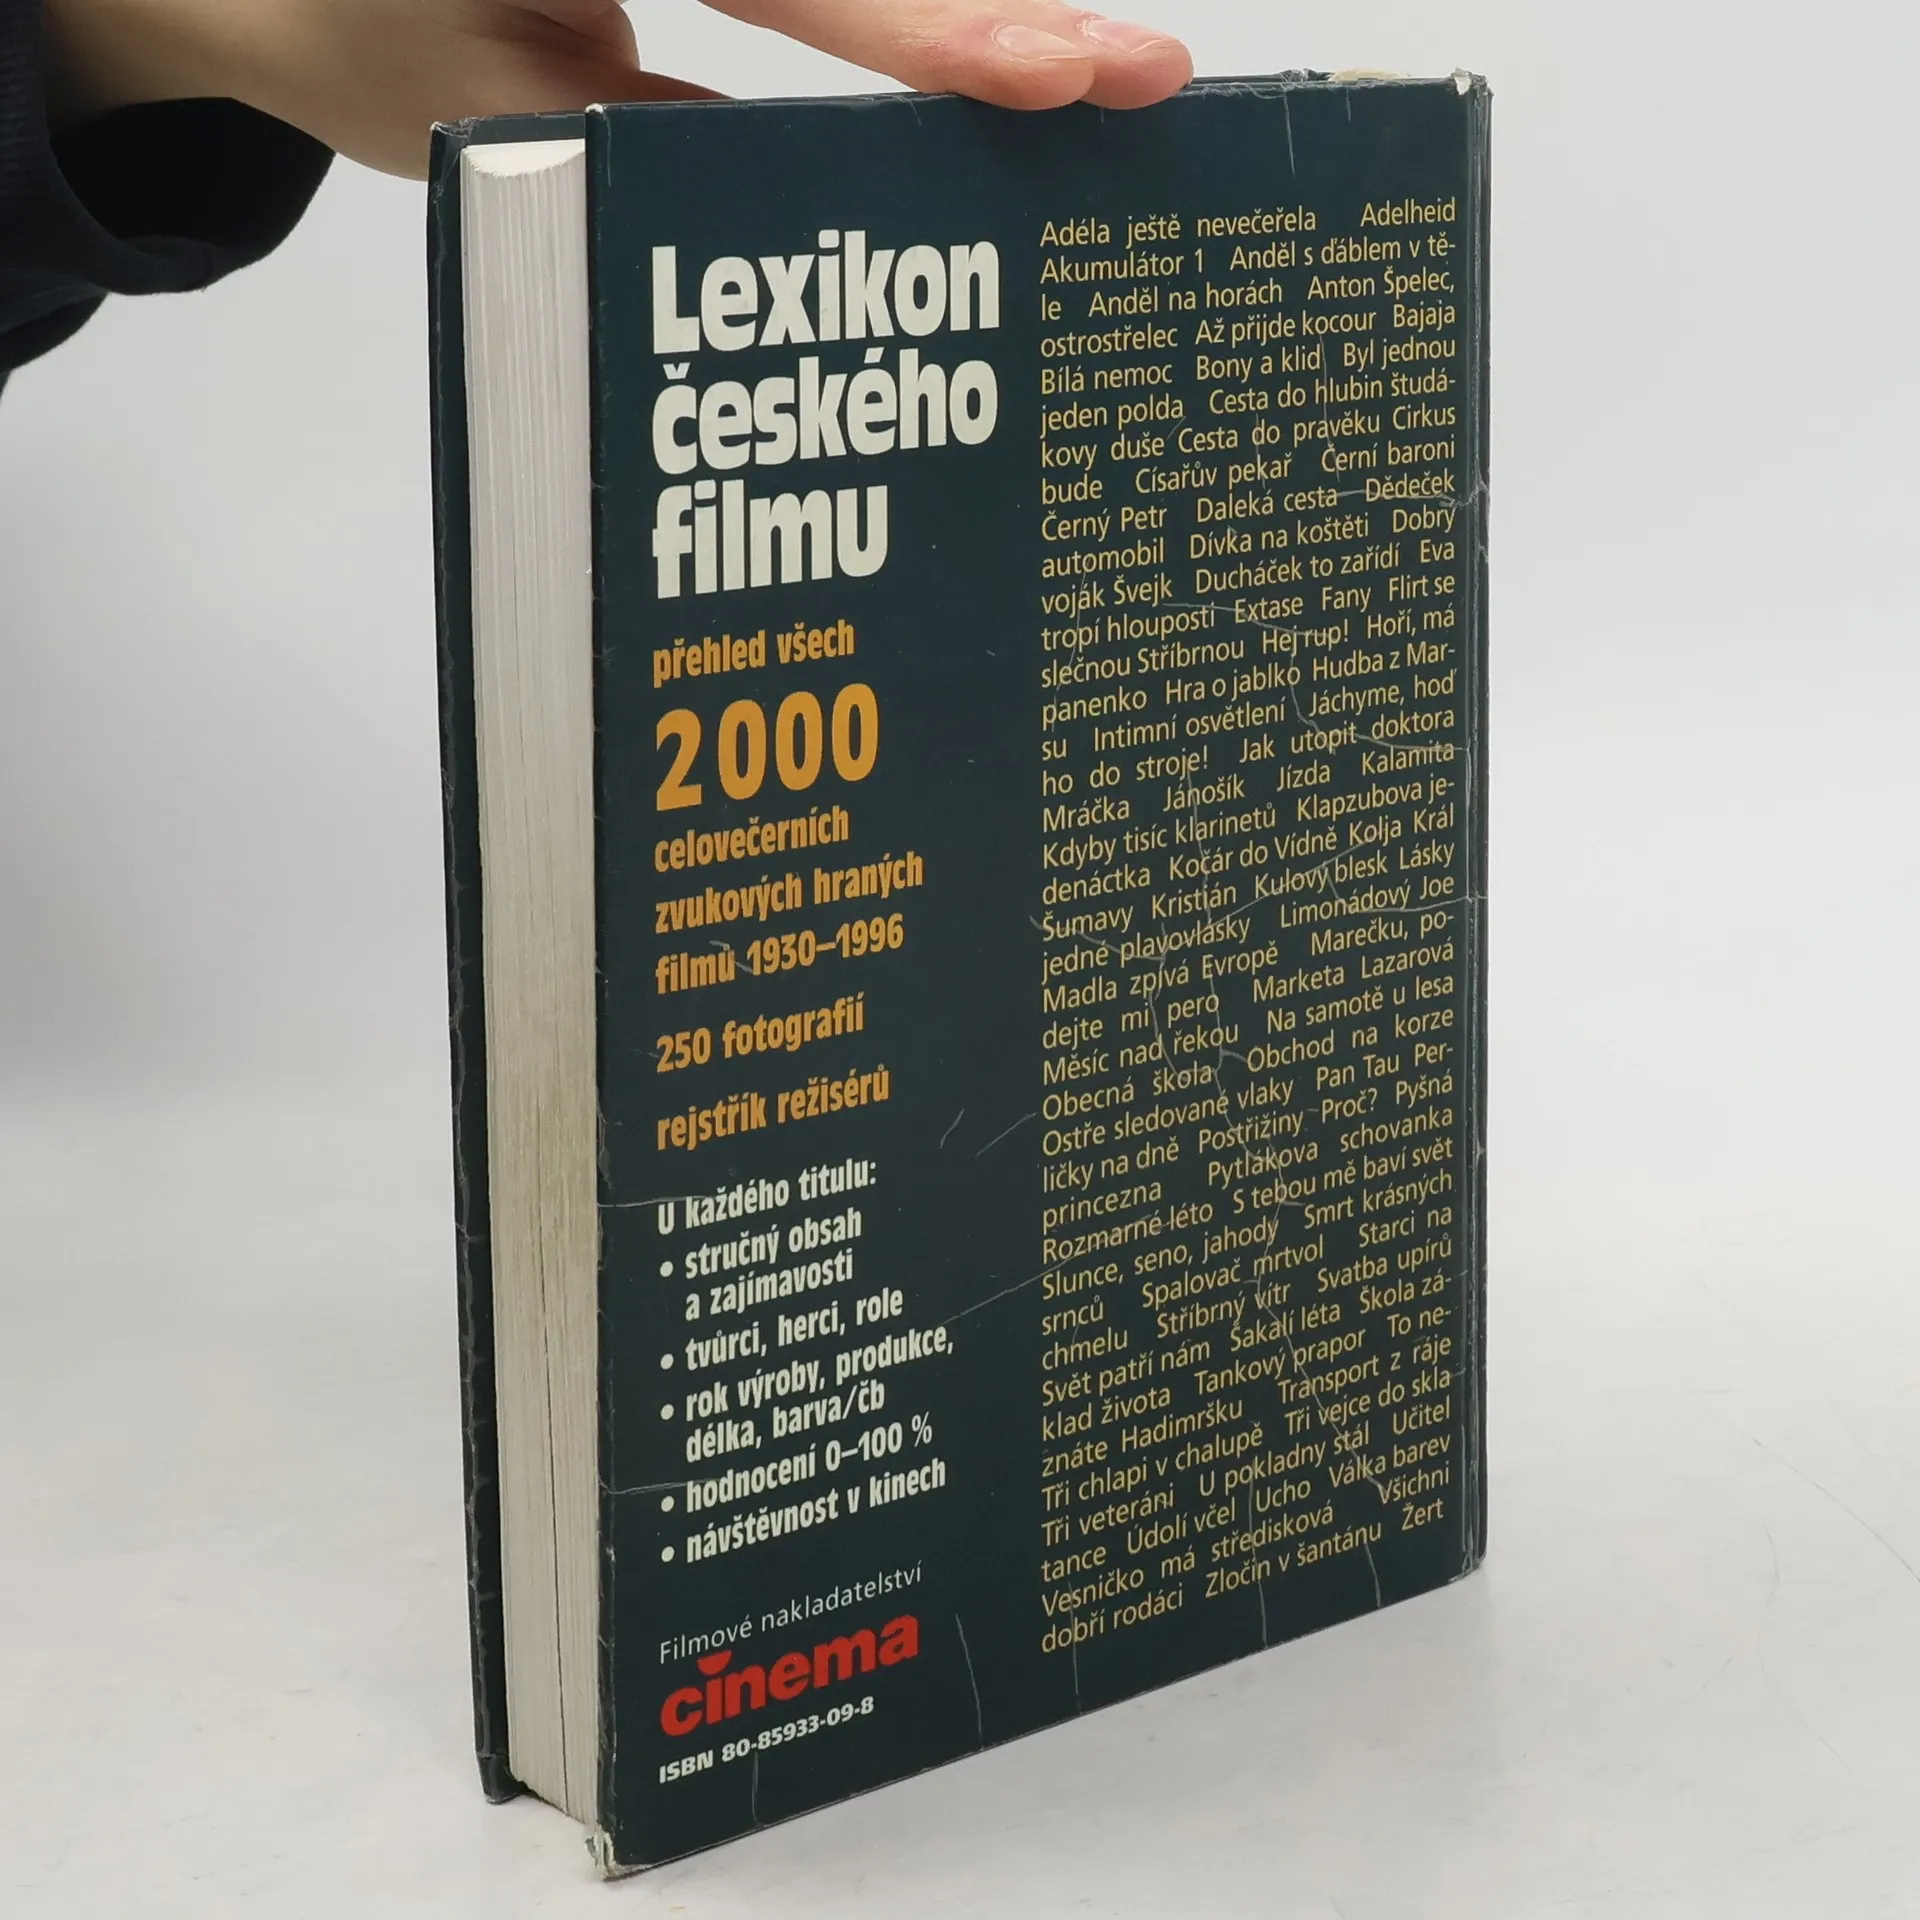 Lexikon
českého
filmu
přehled všech
2000
celovečerních
zvukových hraných
filmů 1930–1996
250 fotografií
rejstřík režisérů
U každého titulu:
• stručný obsah
a zajímavosti
• tvůrci, herci, role
• rok výroby, produkce,
délka, barva/čb
• hodnocení 0–100 %
• návštěvnost v kinech
Filmové nakladatelství
cinema
ISBN 80-85933-09-8
Adéla ještě nevečeřela Adelheid
Akumulátor 1 Anděl s ďáblem v tě-
le Anděl na horách Anton Špelec,
ostrostřelec Až přijde kocour Bajaja
Bílá nemoc Bony a klid Byl jednou
jeden polda Cesta do hlubin študá-
kovy duše Cesta do pravěku Cirkus
bude Císařův pekař Černí baroni
Černý Petr Daleká cesta Dědeček
automobil Dívka na koštěti Dobrý
voják Švejk Ducháček to zařídí Eva
tropí hlouposti Extase Fany Flirt se
slečnou Stříbrnou Hej rup! Hoří, má
panenko Hra o jablko Hudba z Mar-
su Intimní osvětlení Jáchyme, hoď
ho do stroje! Jak utopit doktora
Mráčka Jánošík Jízda Kalamita
Kdyby tisíc klarinetů Klapzubova je-
denáctka Kočár do Vídně Kolja Král
Šumavy Kristián Kulový blesk Lásky
jedné plavovlásky Limonádový Joe
Madla zpívá Evropě Marečku, po-
dejte mi pero Marketa Lazarová
Měsíc nad řekou Na samotě u lesa
Obecná škola Obchod na korze
Ostře sledované vlaky Pan Tau Per-
ličky na dně Postřižiny Proč? Pyšná
princezna Pytlákova schovanka
Rozmarné léto S tebou mě baví svět
Slunce, seno, jahody Smrt krásných
srnců Spalovač mrtvol Starci na
chmelu Stříbrný vítr Svatba upírů
Svět patří nám Šakalí léta Škola zá-
klad života Tankový prapor To ne-
znáte Hadimršku Transport z ráje
Tři chlapi v chalupě Tři vejce do skla
Tři veteráni U pokladny stál Učitel
tance Údolí včel Ucho Válka barev
Vesničko má středisková Všichni
dobří rodáci Zločin v šantánu Žert